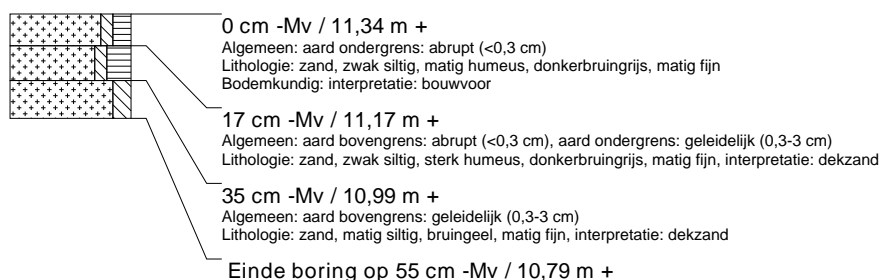 0 cm -Mv / 11,34 m +
Algemeen: aard ondergrens: abrupt (<0,3 cm)
Lithologie: zand, zwak siltig, matig humeus, donkerbruingrijs, matig fijn
Bodemkundig: interpretatie: bouwvoor
17 cm -Mv / 11,17 m +
Algemeen: aard bovengrens: abrupt (<0,3 cm), aard ondergrens: geleidelijk (0,3-3 cm)
Lithologie: zand, zwak siltig, sterk humeus, donkerbruingrijs, matig fijn, interpretatie: dekzand
35 cm -Mv / 10,99 m +
Algemeen: aard bovengrens: geleidelijk (0,3-3 cm)
Lithologie: zand, matig siltig, bruingeel, matig fijn, interpretatie: dekzand
Einde boring op 55 cm -Mv / 10,79 m +